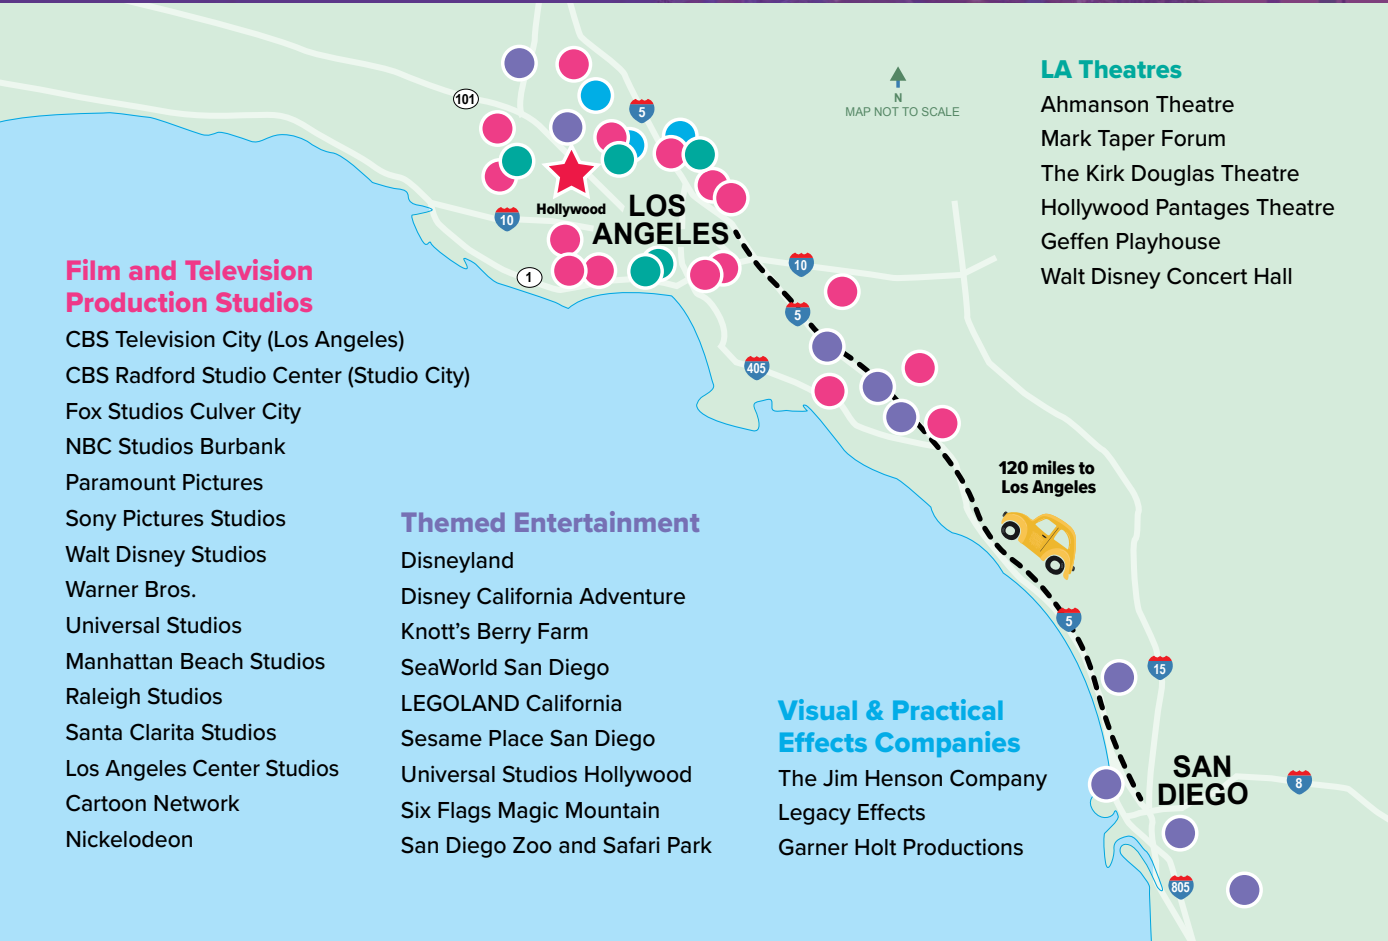 101
5
10
Hollywood
LOS
ANGELES
1
10
5
405
N
MAP NOT TO SCALE
LA Theatres
Ahmanson Theatre
Mark Taper Forum
The Kirk Douglas Theatre
Hollywood Pantages Theatre
Geffen Playhouse
Walt Disney Concert Hall
Film and Television
Production Studios
CBS Television City (Los Angeles)
CBS Radford Studio Center (Studio City)
Fox Studios Culver City
NBC Studios Burbank
Paramount Pictures
Sony Pictures Studios
Walt Disney Studios
Warner Bros.
Universal Studios
Manhattan Beach Studios
Raleigh Studios
Santa Clarita Studios
Los Angeles Center Studios
Cartoon Network
Nickelodeon
Themed Entertainment
Disneyland
Disney California Adventure
Knott’s Berry Farm
SeaWorld San Diego
LEGOLAND California
Sesame Place San Diego
Universal Studios Hollywood
Six Flags Magic Mountain
San Diego Zoo and Safari Park
Visual & Practical
Effects Companies
The Jim Henson Company
Legacy Effects
Garner Holt Productions
120 miles to
Los Angeles
5
15
SAN
DIEGO
8
805